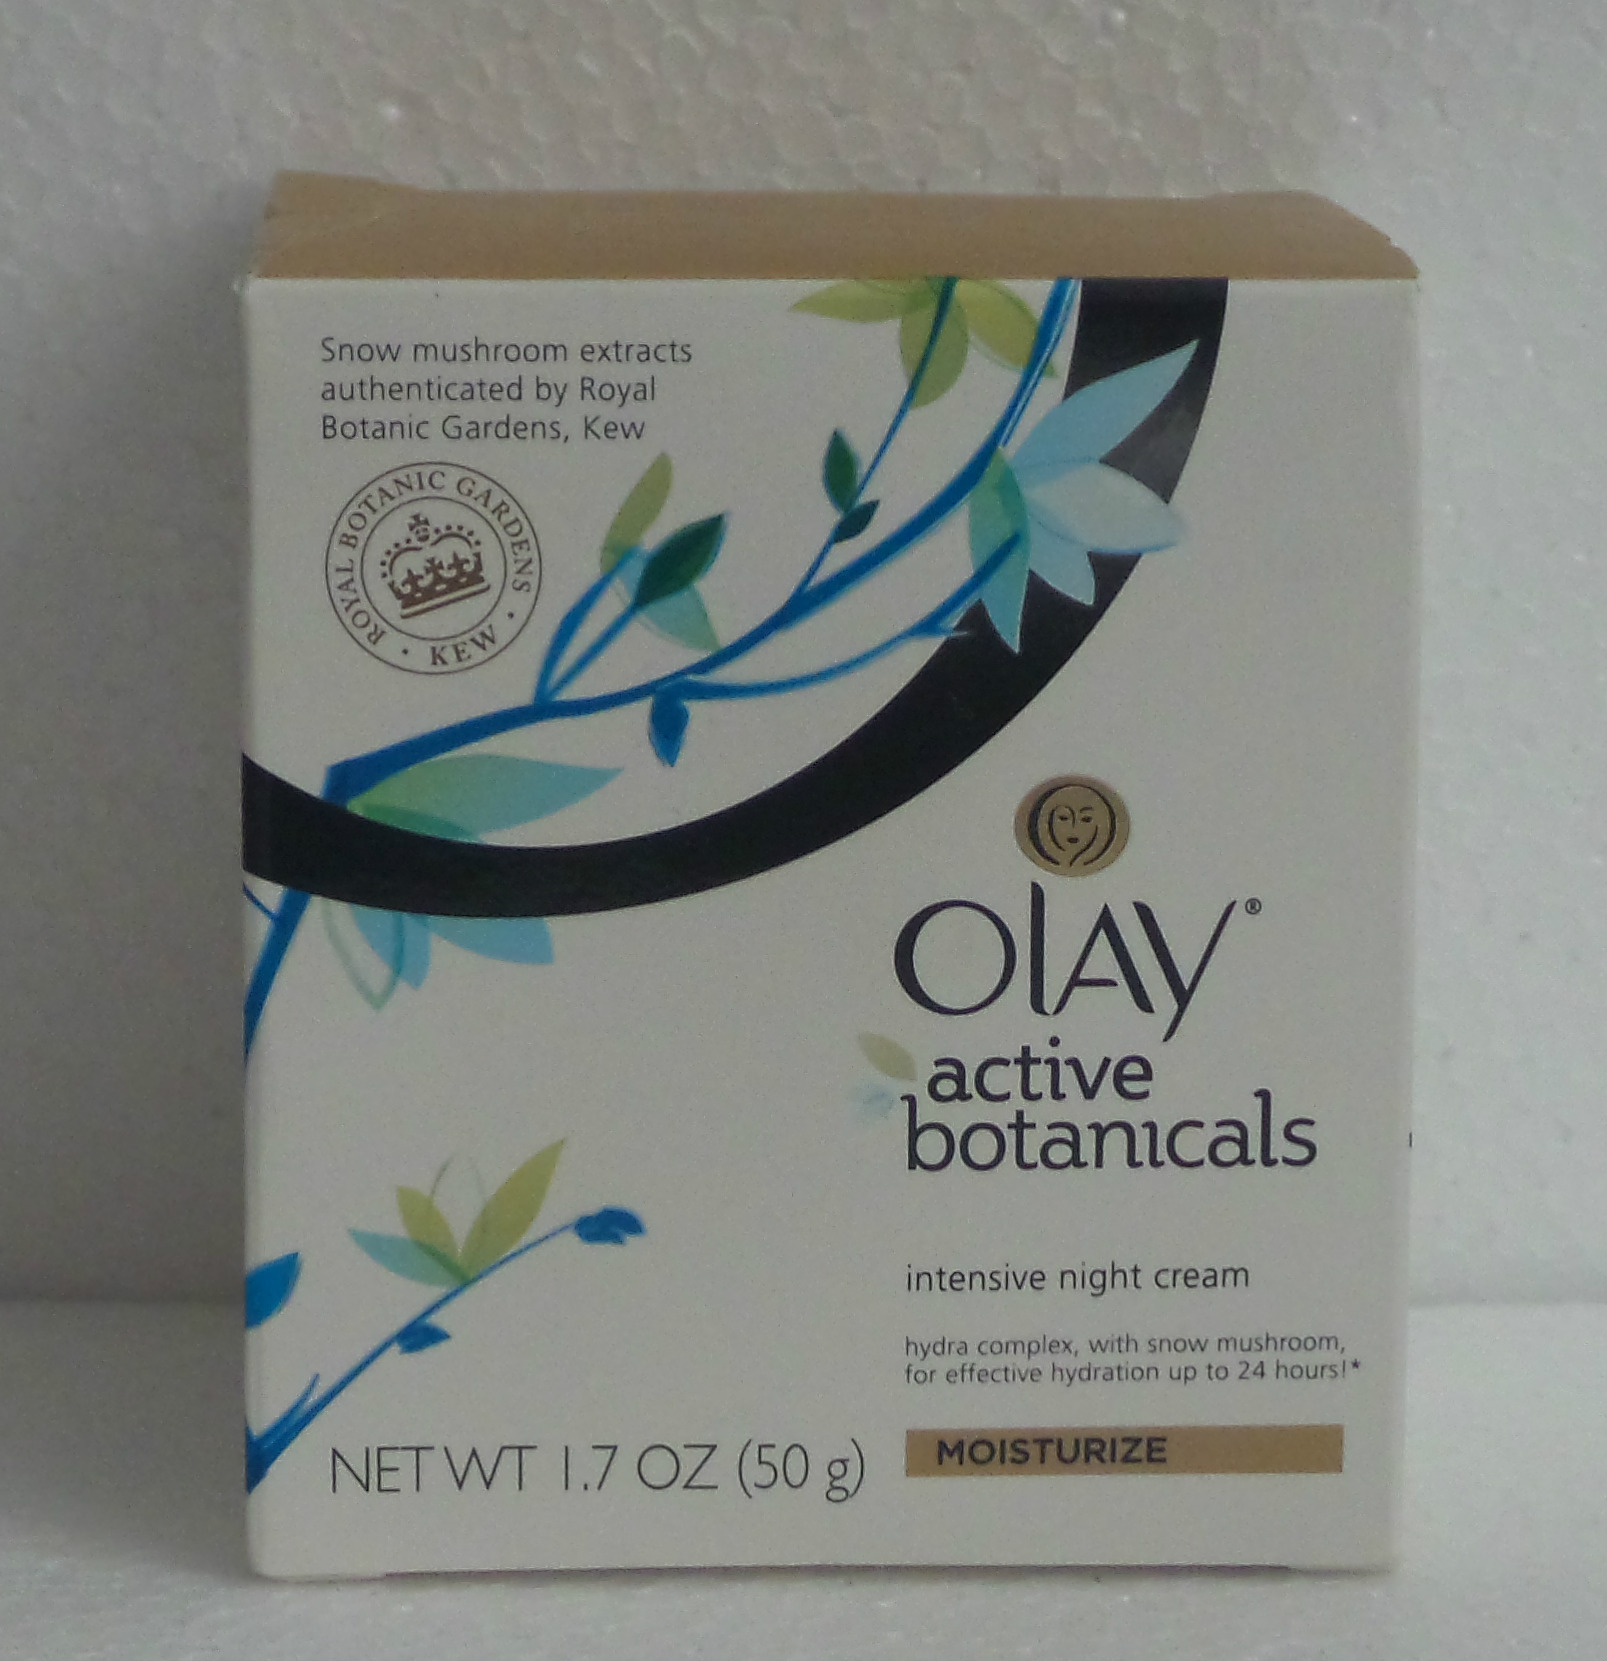 Snow mushroom extracts
authenticated by Royal
Botanic Gardens, Kew
ROYAL BOTANIC GARDENS
· KEW ·
Olay®
active
botanicals
intensive night cream
hydra complex, with snow mushroom,
for effective hydration up to 24 hours!*
NET WT 1.7 OZ (50 g)
MOISTURIZE